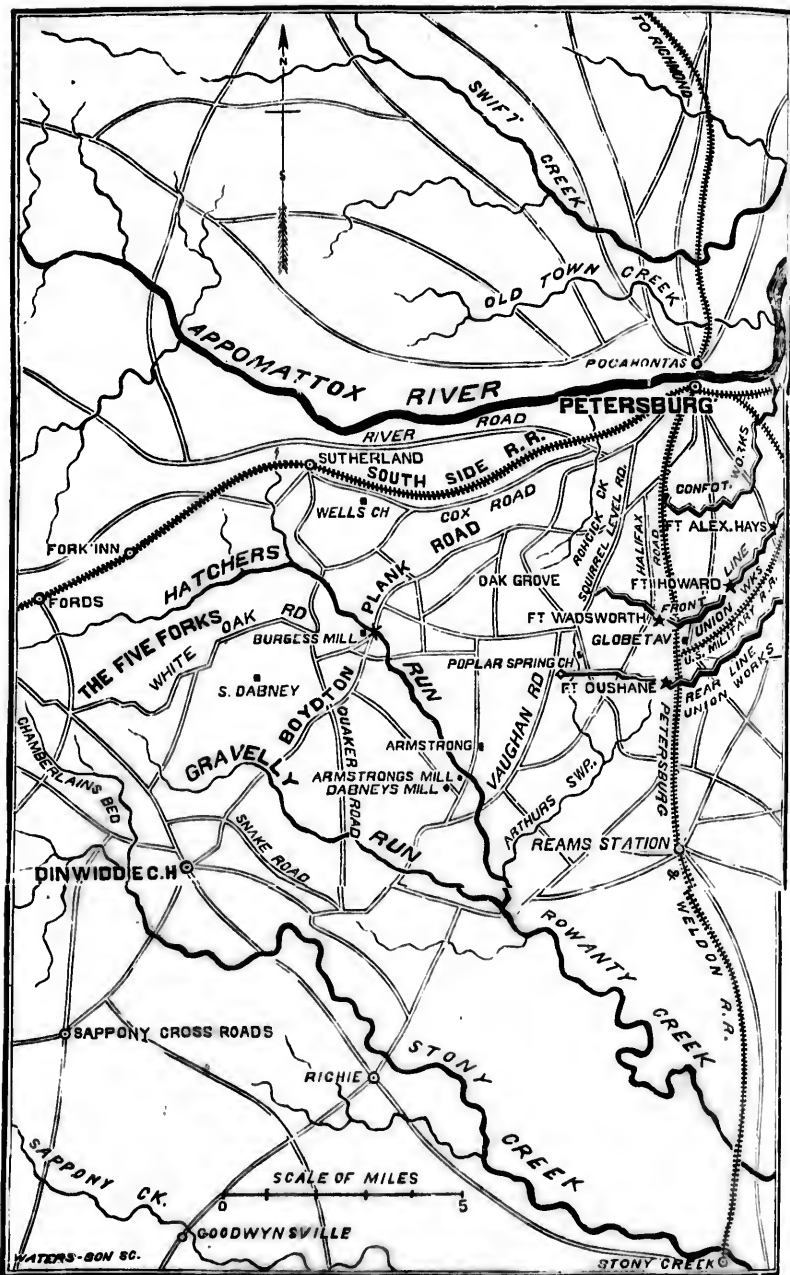 TO RICHMOND
N
S
SWIFT CREEK
OLD TOWN CREEK
POCAHONTAS
APPOMATTOX RIVER
PETERSBURG
RIVER ROAD
SUTHERLAND
SOUTH SIDE R.R.
WELLS CH
COX ROAD
CONFDT. WORKS
FT ALEX. HAYS
ROHOICK CK
SQUIRREL LEVEL RD.
HALIFAX ROAD
FORK INN
HATCHERS RUN
PLANK ROAD
OAK GROVE
FT HOWARD
FRONT LINE
UNION WKS
FORDS
THE FIVE FORKS
WHITE OAK RD
BURGESS MILL
FT WADSWORTH
GLOBE TAV
U.S. MILITARY R.R.
POPLAR SPRING CH
FT DUSHANE
REAR LINE
UNION WORKS
S. DABNEY
BOYDTON
QUAKER ROAD
VAUGHAN RD
ARMSTRONG
ARMSTRONGS MILL
DABNEYS MILL
CHAMBERLAINS BED
GRAVELLY RUN
ARTHURS SWP.
PETERSBURG & WELDON R.R.
REAMS STATION
SNAKE ROAD
DINWIDDIE C.H
ROWANTY CREEK
SAPPONY CROSS ROADS
RICHIE
STONY CREEK
SAPPONY CK.
SCALE OF MILES
0 5
GOODWYNSVILLE
WATERS-SON SC.
STONY CREEK